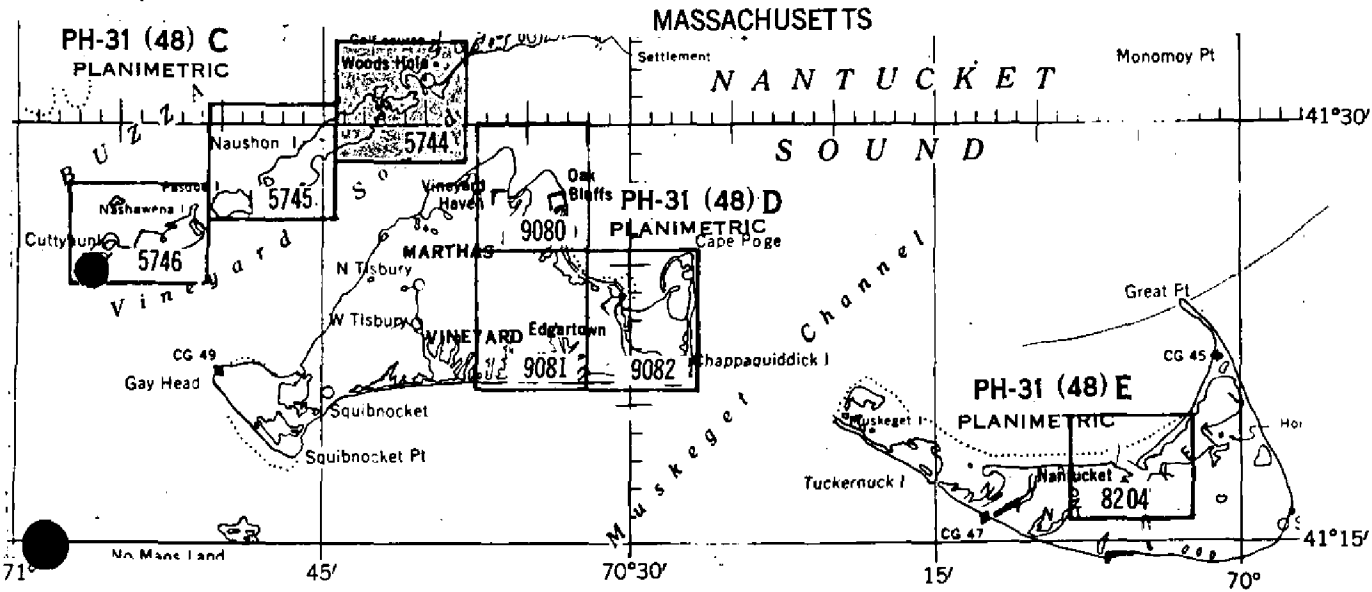 MASSACHUSETTS
PH-31 (48) C
PLANIMETRIC
Woods Hole
Settlement
Monomoy Pt
NANTUCKET
SOUND
41°30'
BUZZA
Naushon I
5744
5745
Nashawena I
Cuttyhunk
5746
Vineyard
Sound
Vineyard
Haven
Oak
Bluffs
9080
PH-31 (48) D
PLANIMETRIC
Cape Poge
MARTHAS
N Tisbury
W Tisbury
VINEYARD
Edgartown
9081
9082
Chappaquiddick I
Muskeget Channel
Great Pt
CG 45
CG 49
Gay Head
Squibnocket
Squibnocket Pt
PH-31 (48) E
PLANIMETRIC
Muskeget I
Tuckernuck I
Nantucket
8204
Hor
CG 47
No Mans Land
41°15'
71°
45'
70°30'
15'
70°